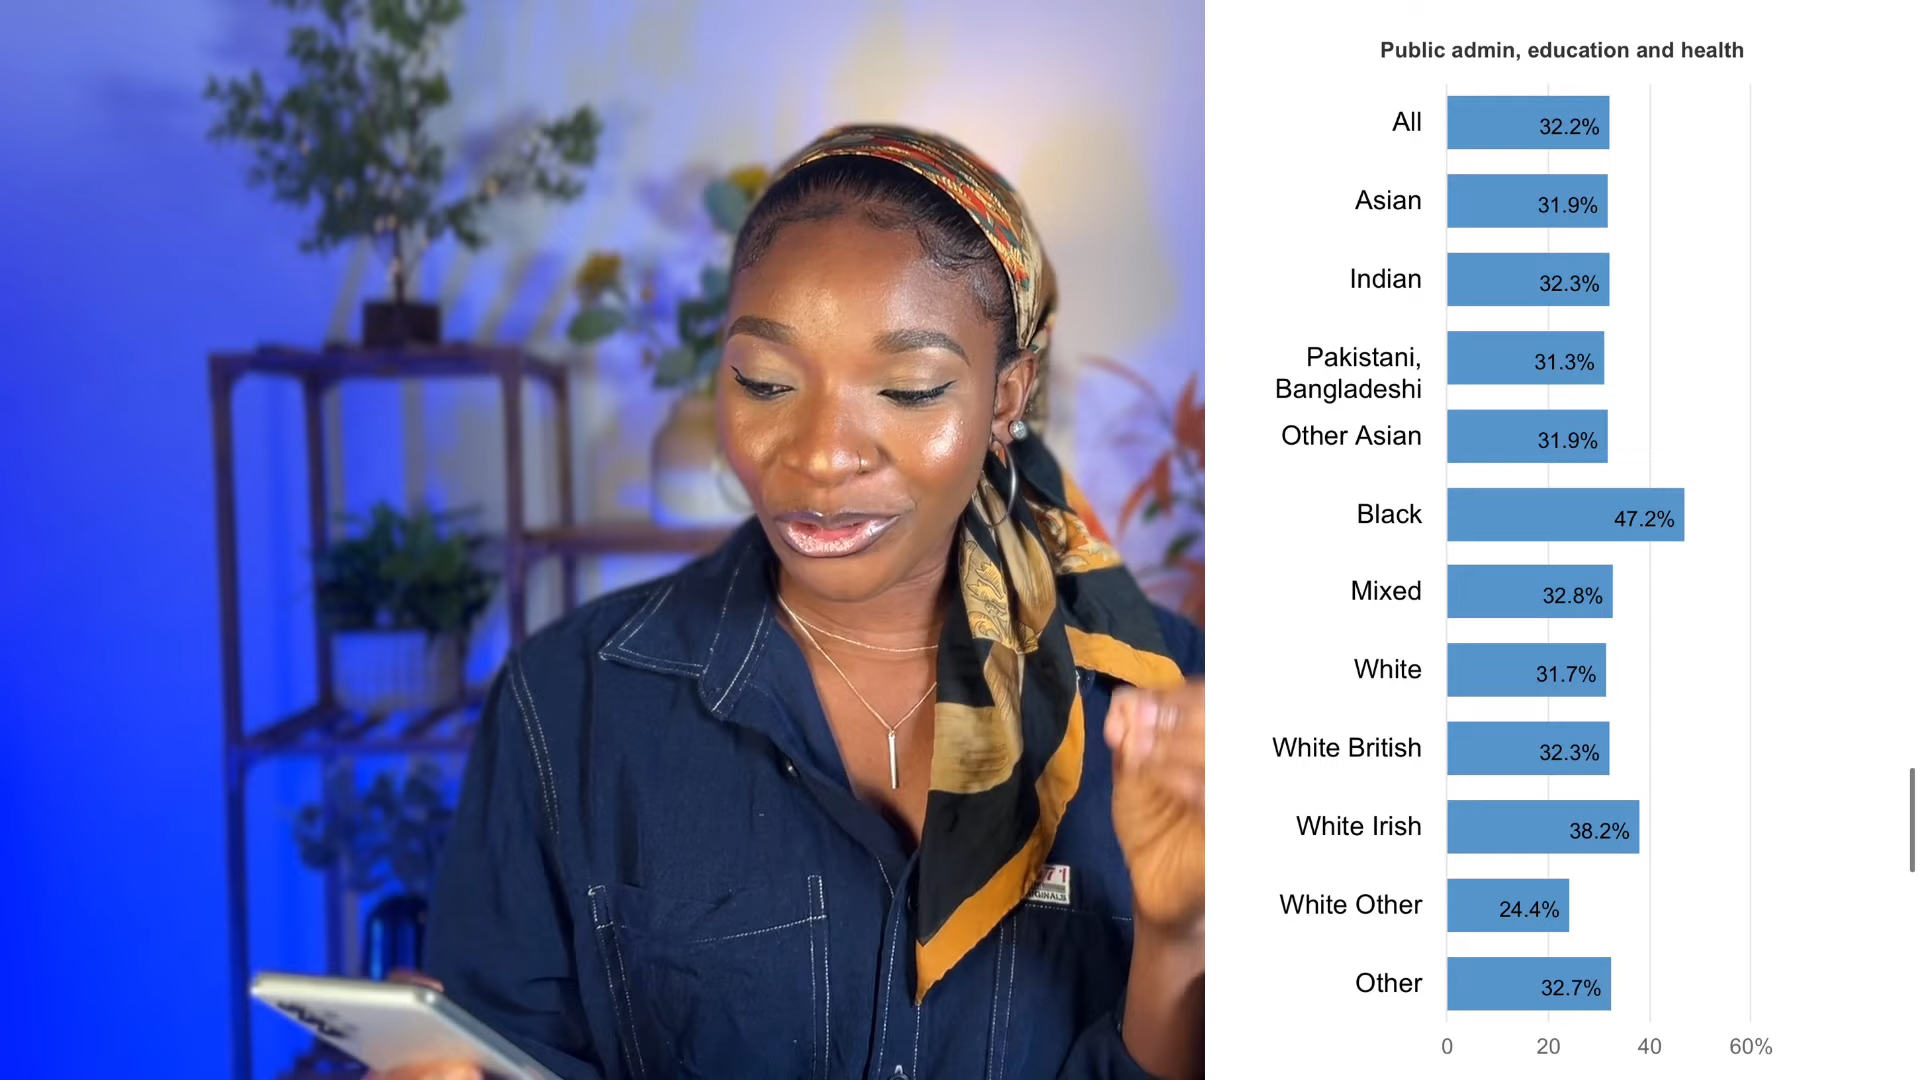 Public admin, education and health
All
32.2%
Asian
31.9%
Indian
32.3%
Pakistani,
Bangladeshi
31.3%
Other Asian
31.9%
Black
47.2%
Mixed
32.8%
White
31.7%
White British
32.3%
White Irish
38.2%
White Other
24.4%
Other
32.7%
0 20 40 60%